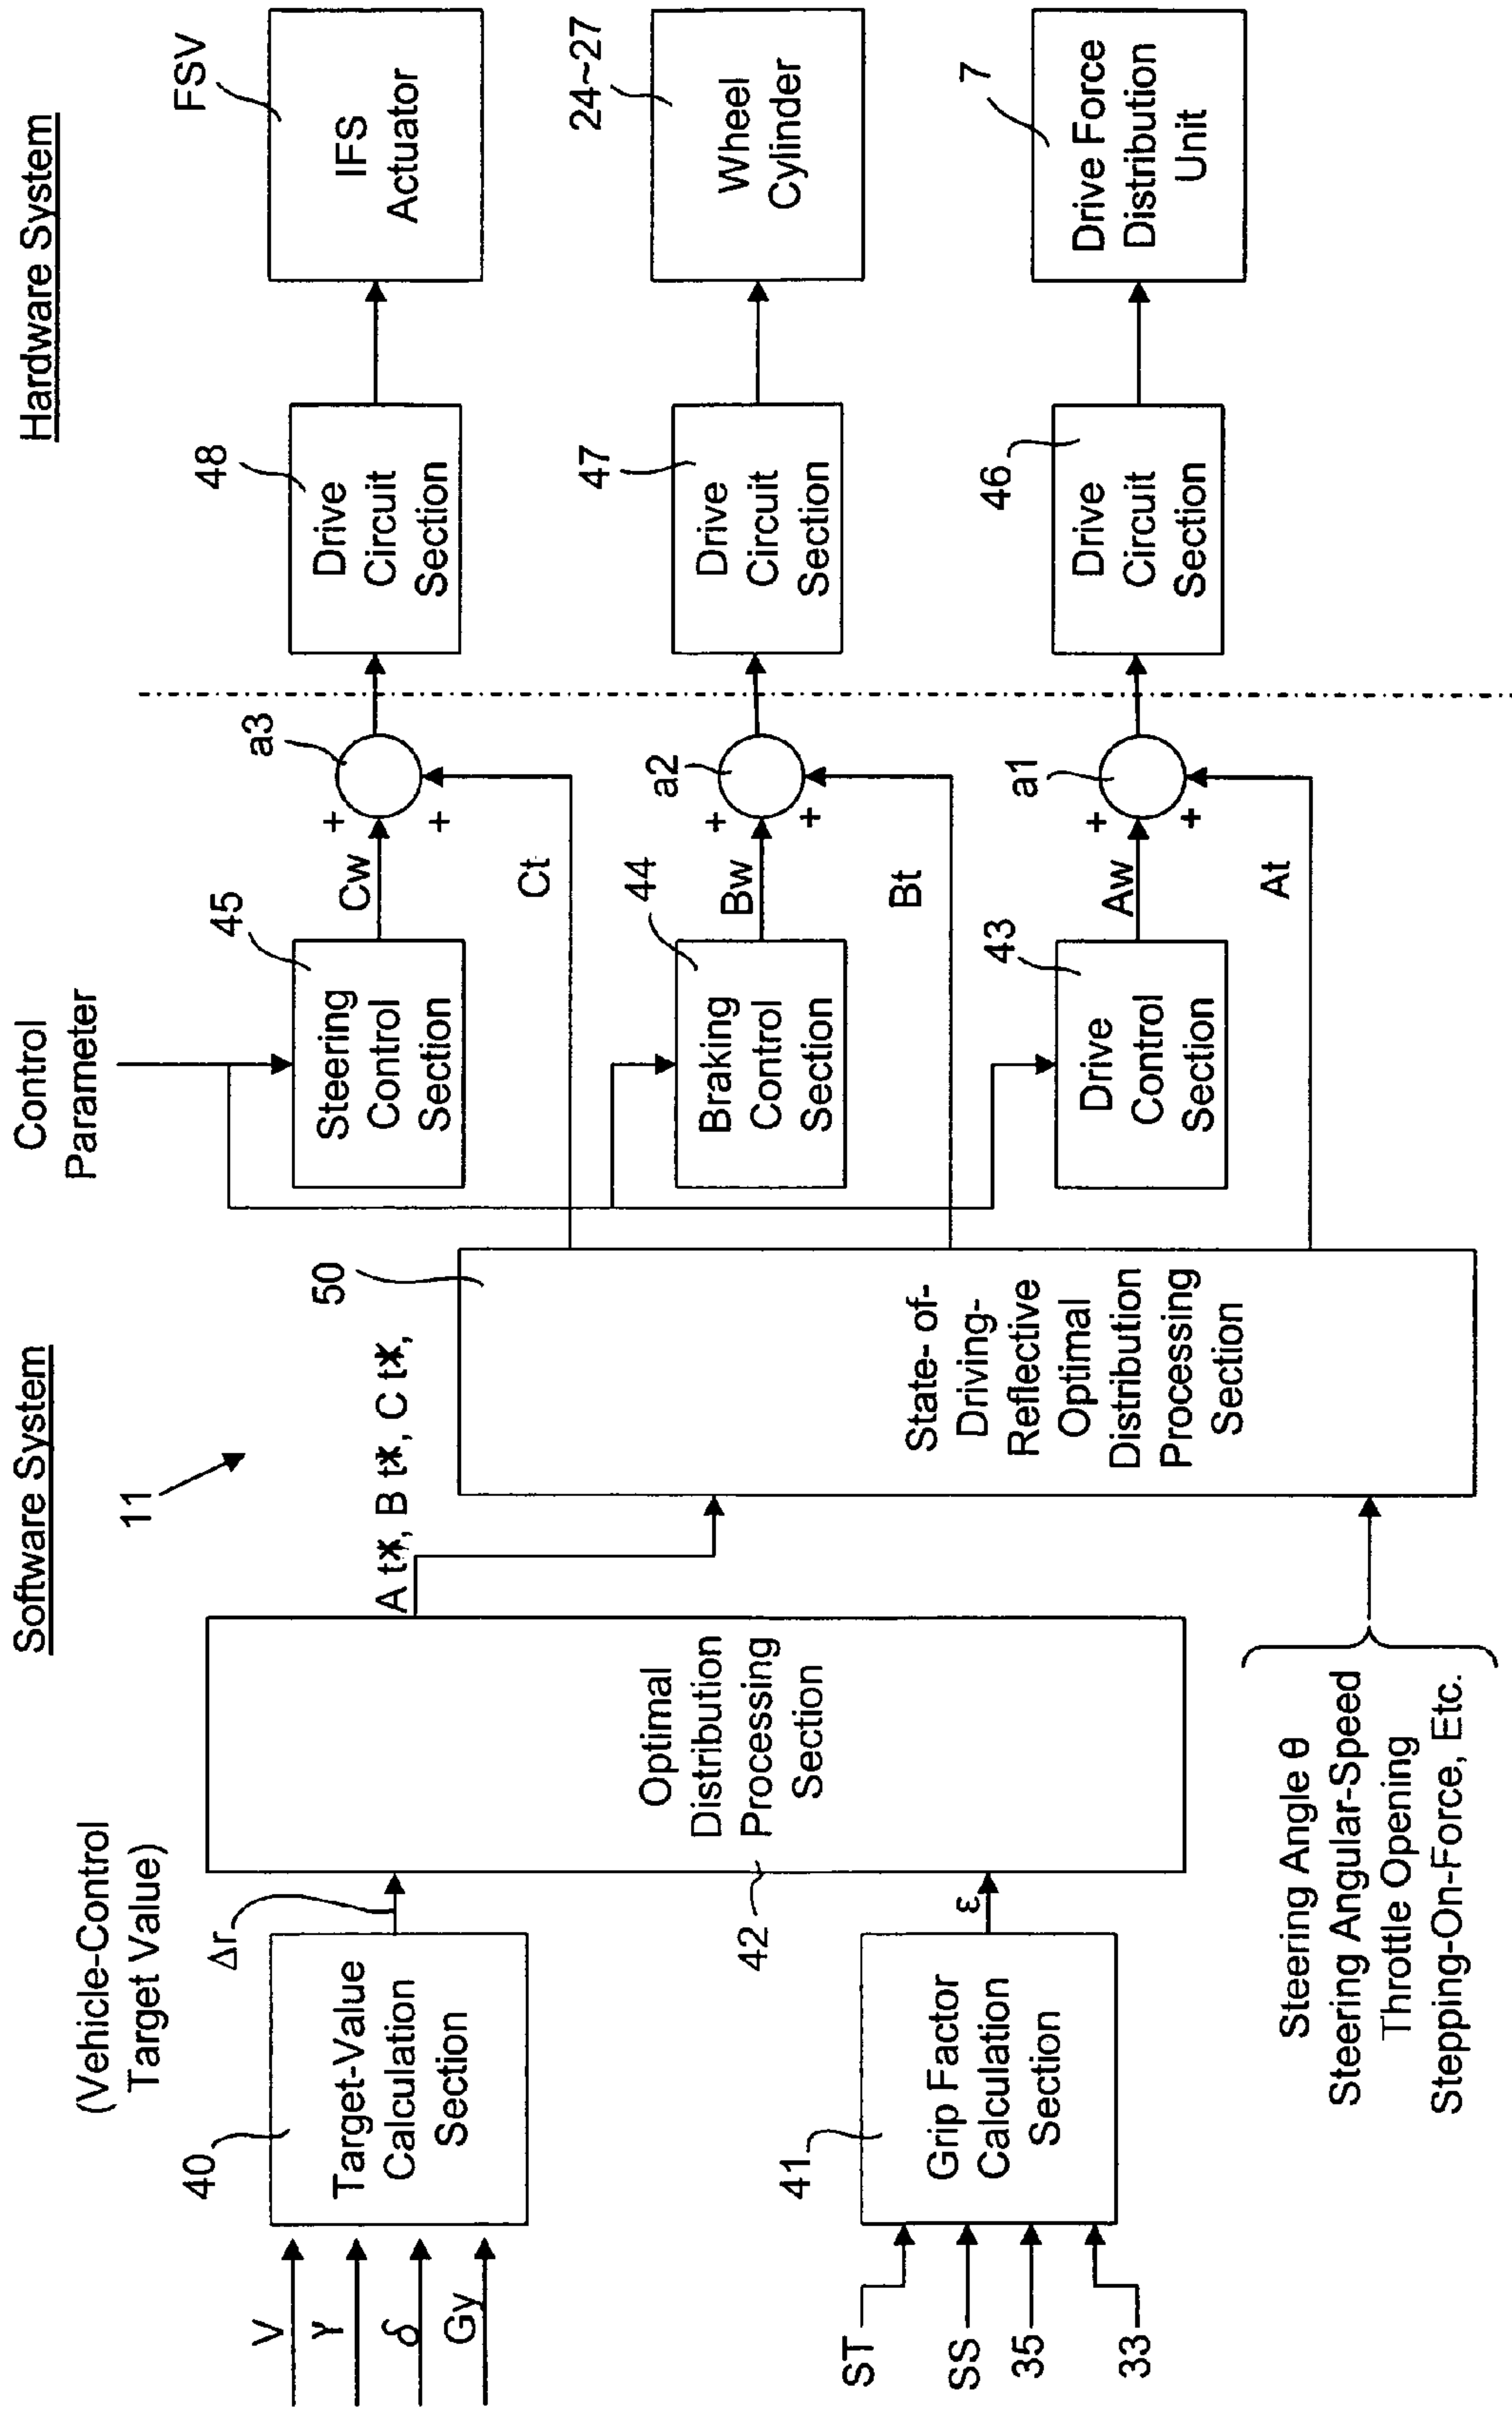 Software System
Hardware System
11
(Vehicle-Control
Target Value)
V
γ
δ
Gy
40
Target-Value
Calculation
Section
Δr
ST
SS
35
33
41
Grip Factor
Calculation
Section
ε
42
Optimal
Distribution
Processing
Section
A t*, B t*, C t*,
Steering Angle θ
Steering Angular-Speed
Throttle Opening
Stepping-On-Force, Etc.
50
State- of-
Driving-
Reflective
Optimal
Distribution
Processing
Section
Control
Parameter
45
Steering
Control
Section
Cw
Ct
+
+
a3
44
Braking
Control
Section
Bw
Bt
+
+
a2
43
Drive
Control
Section
Aw
At
+
+
a1
48
Drive
Circuit
Section
47
Drive
Circuit
Section
46
Drive
Circuit
Section
FSV
IFS
Actuator
24~27
Wheel
Cylinder
7
Drive Force
Distribution
Unit